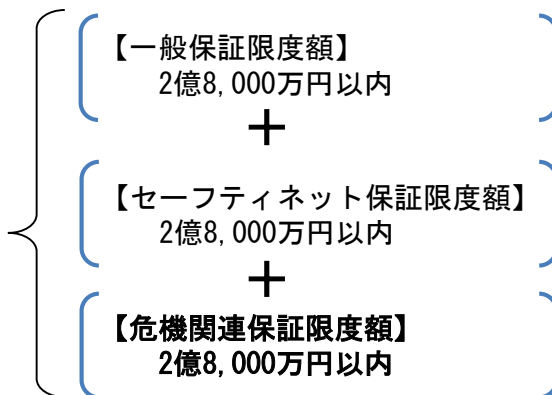 【一般保証限度額】
2億8,000万円以内
＋
【セーフティネット保証限度額】
2億8,000万円以内
＋
【危機関連保証限度額】
2億8,000万円以内